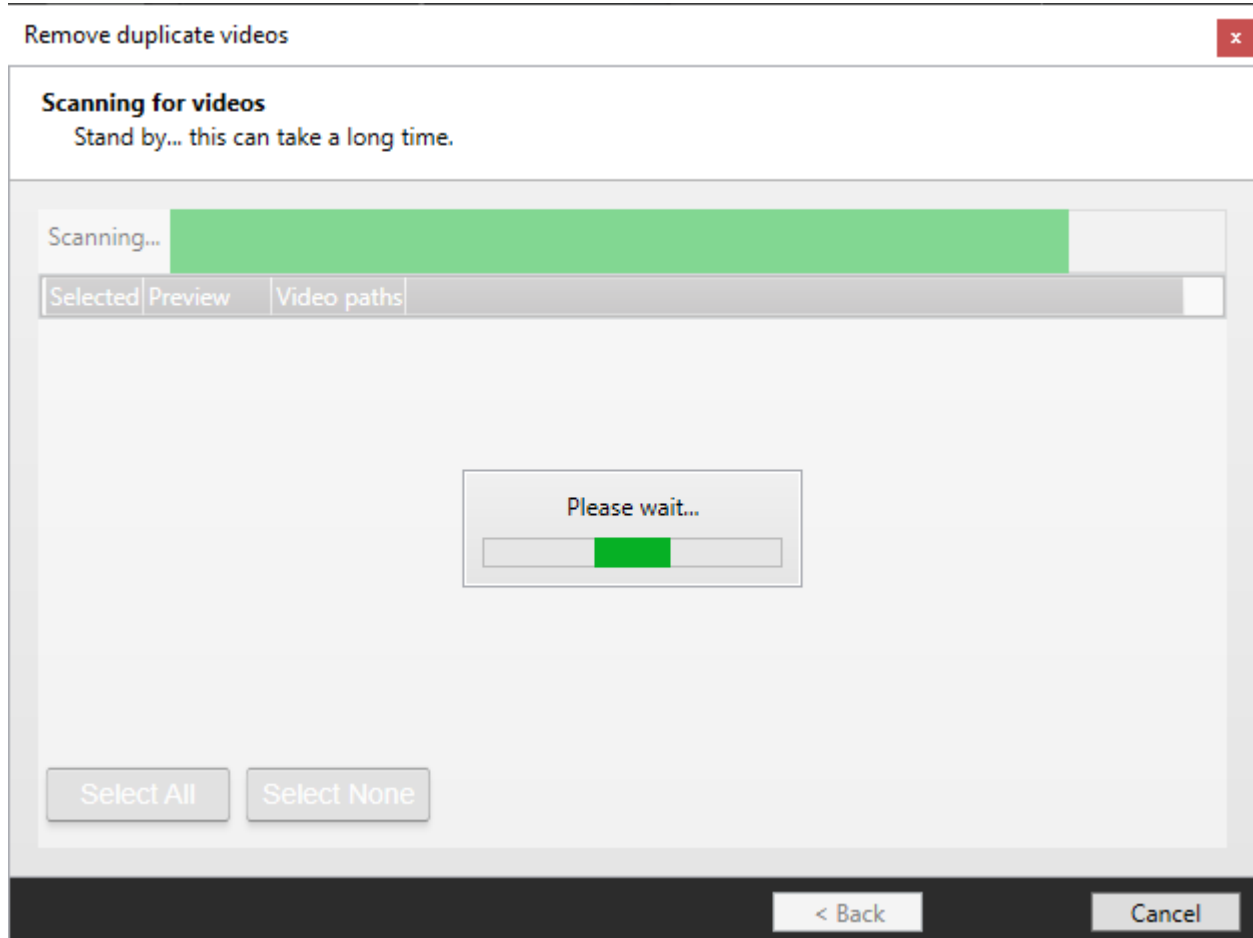 Remove duplicate videos
x
Scanning for videos
Stand by... this can take a long time.
Scanning...
Selected Preview Video paths
Please wait...
Select All Select None
< Back Cancel